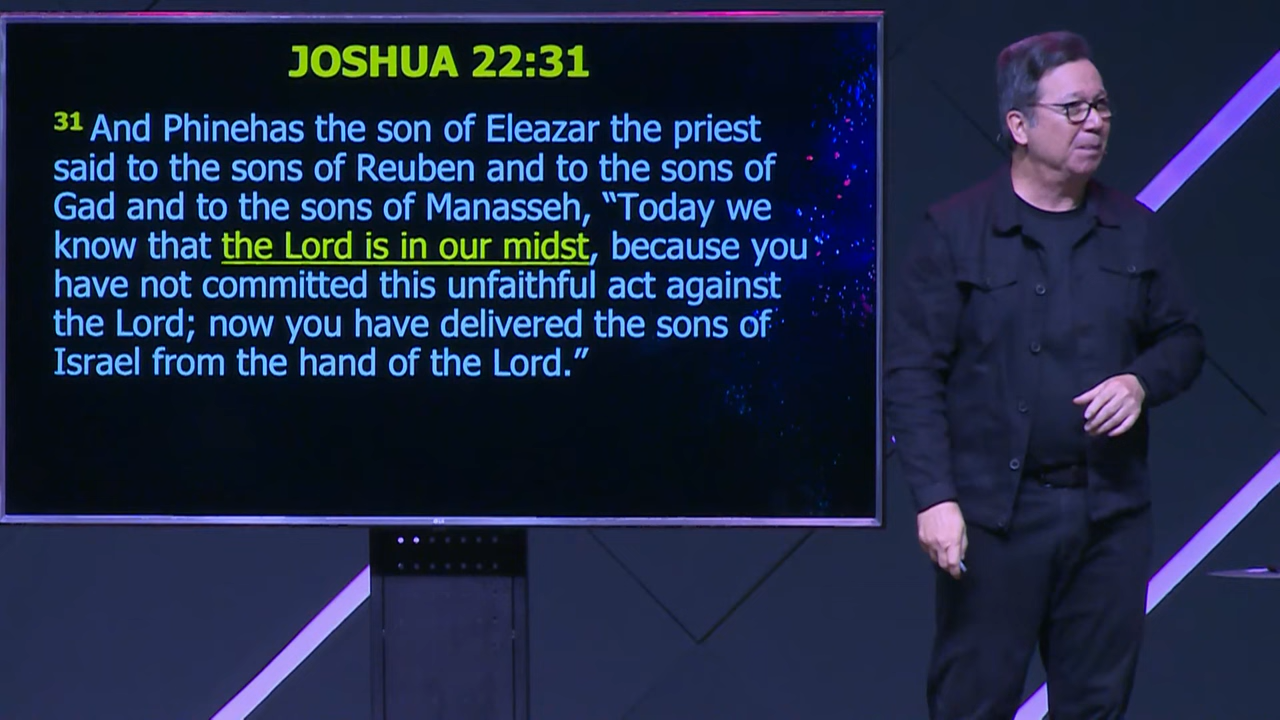 JOSHUA 22:31
31 And Phinehas the son of Eleazar the priest
said to the sons of Reuben and to the sons of
Gad and to the sons of Manasseh, “Today we
know that the Lord is in our midst, because you
have not committed this unfaithful act against
the Lord; now you have delivered the sons of
Israel from the hand of the Lord.”